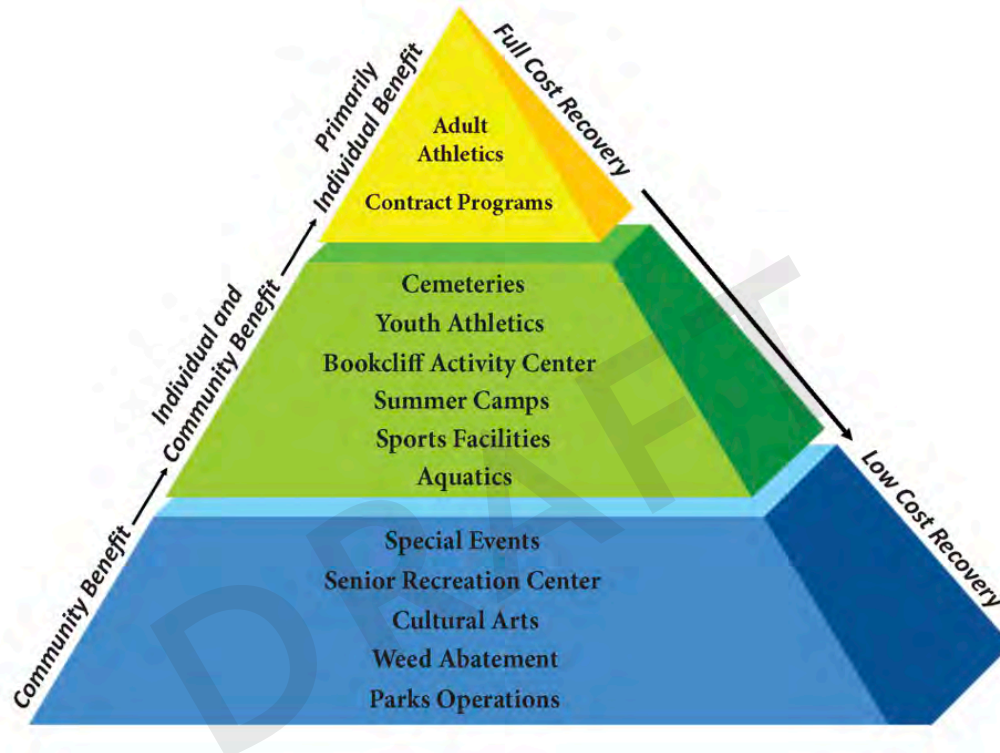 Primarily
Individual Benefit
Full Cost Recovery
Adult
Athletics
Contract Programs
Individual and
Community Benefit
Cemeteries
Youth Athletics
Bookcliff Activity Center
Summer Camps
Sports Facilities
Aquatics
Low Cost Recovery
Community Benefit
Special Events
Senior Recreation Center
Cultural Arts
Weed Abatement
Parks Operations
DRAFT